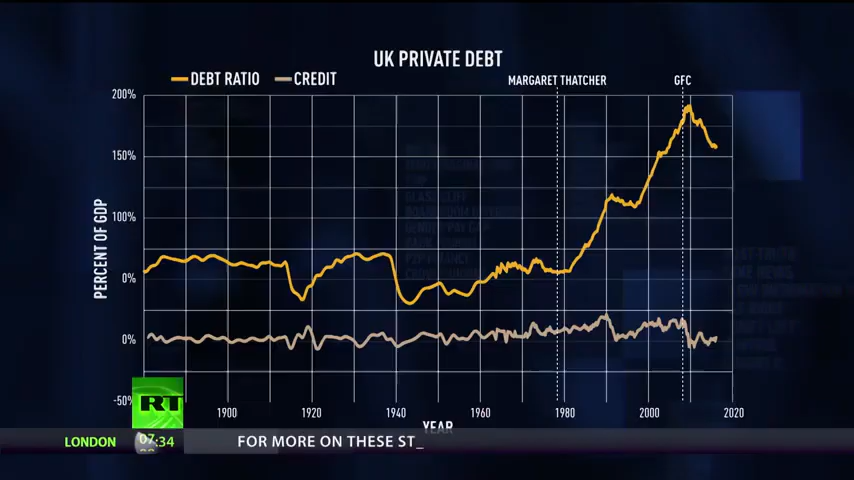 UK PRIVATE DEBT
DEBT RATIO
CREDIT
MARGARET THATCHER
GFC
200%
150%
100%
0%
0%
-50%
PERCENT OF GDP
1900
1920
1940
1960
1980
2000
2020
YEAR
RT
LONDON
07:34
FOR MORE ON THESE ST_